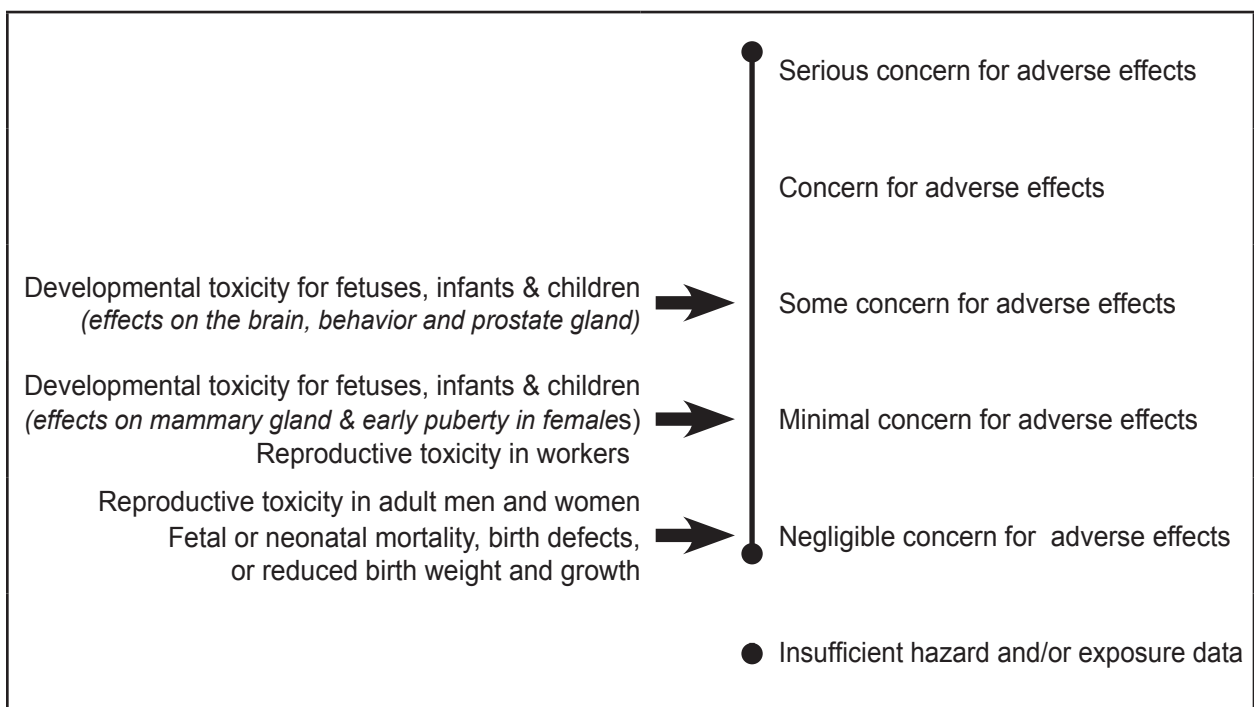 Serious concern for adverse effects
Concern for adverse effects
Developmental toxicity for fetuses, infants & children
(effects on the brain, behavior and prostate gland)
Some concern for adverse effects
Developmental toxicity for fetuses, infants & children
(effects on mammary gland & early puberty in females)
Reproductive toxicity in workers
Minimal concern for adverse effects
Reproductive toxicity in adult men and women
Fetal or neonatal mortality, birth defects,
or reduced birth weight and growth
Negligible concern for adverse effects
Insufficient hazard and/or exposure data